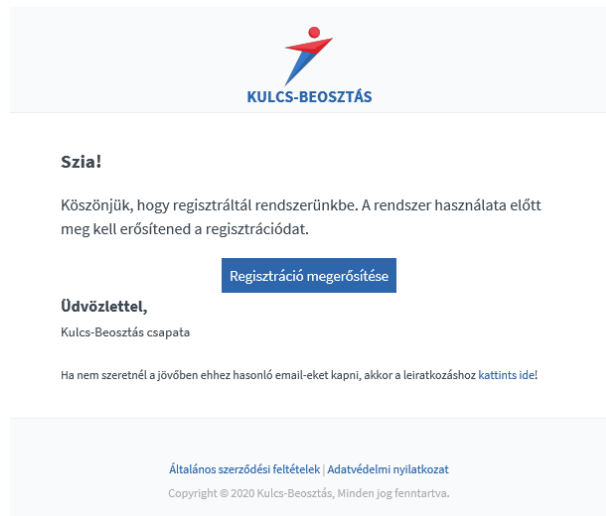 KULCS-BEOSZTÁS
Szia!
Köszönjük, hogy regisztráltál rendszerünkbe. A rendszer használata előtt
meg kell erősítened a regisztrációdat.
Regisztráció megerősítése
Üdvözlettel,
Kulcs-Beosztás csapata
Ha nem szeretnél a jövőben ehhez hasonló email-eket kapni, akkor a leiratkozáshoz kattints ide!
Általános szerződési feltételek | Adatvédelmi nyilatkozat
Copyright © 2020 Kulcs-Beosztás, Minden jog fenntartva.